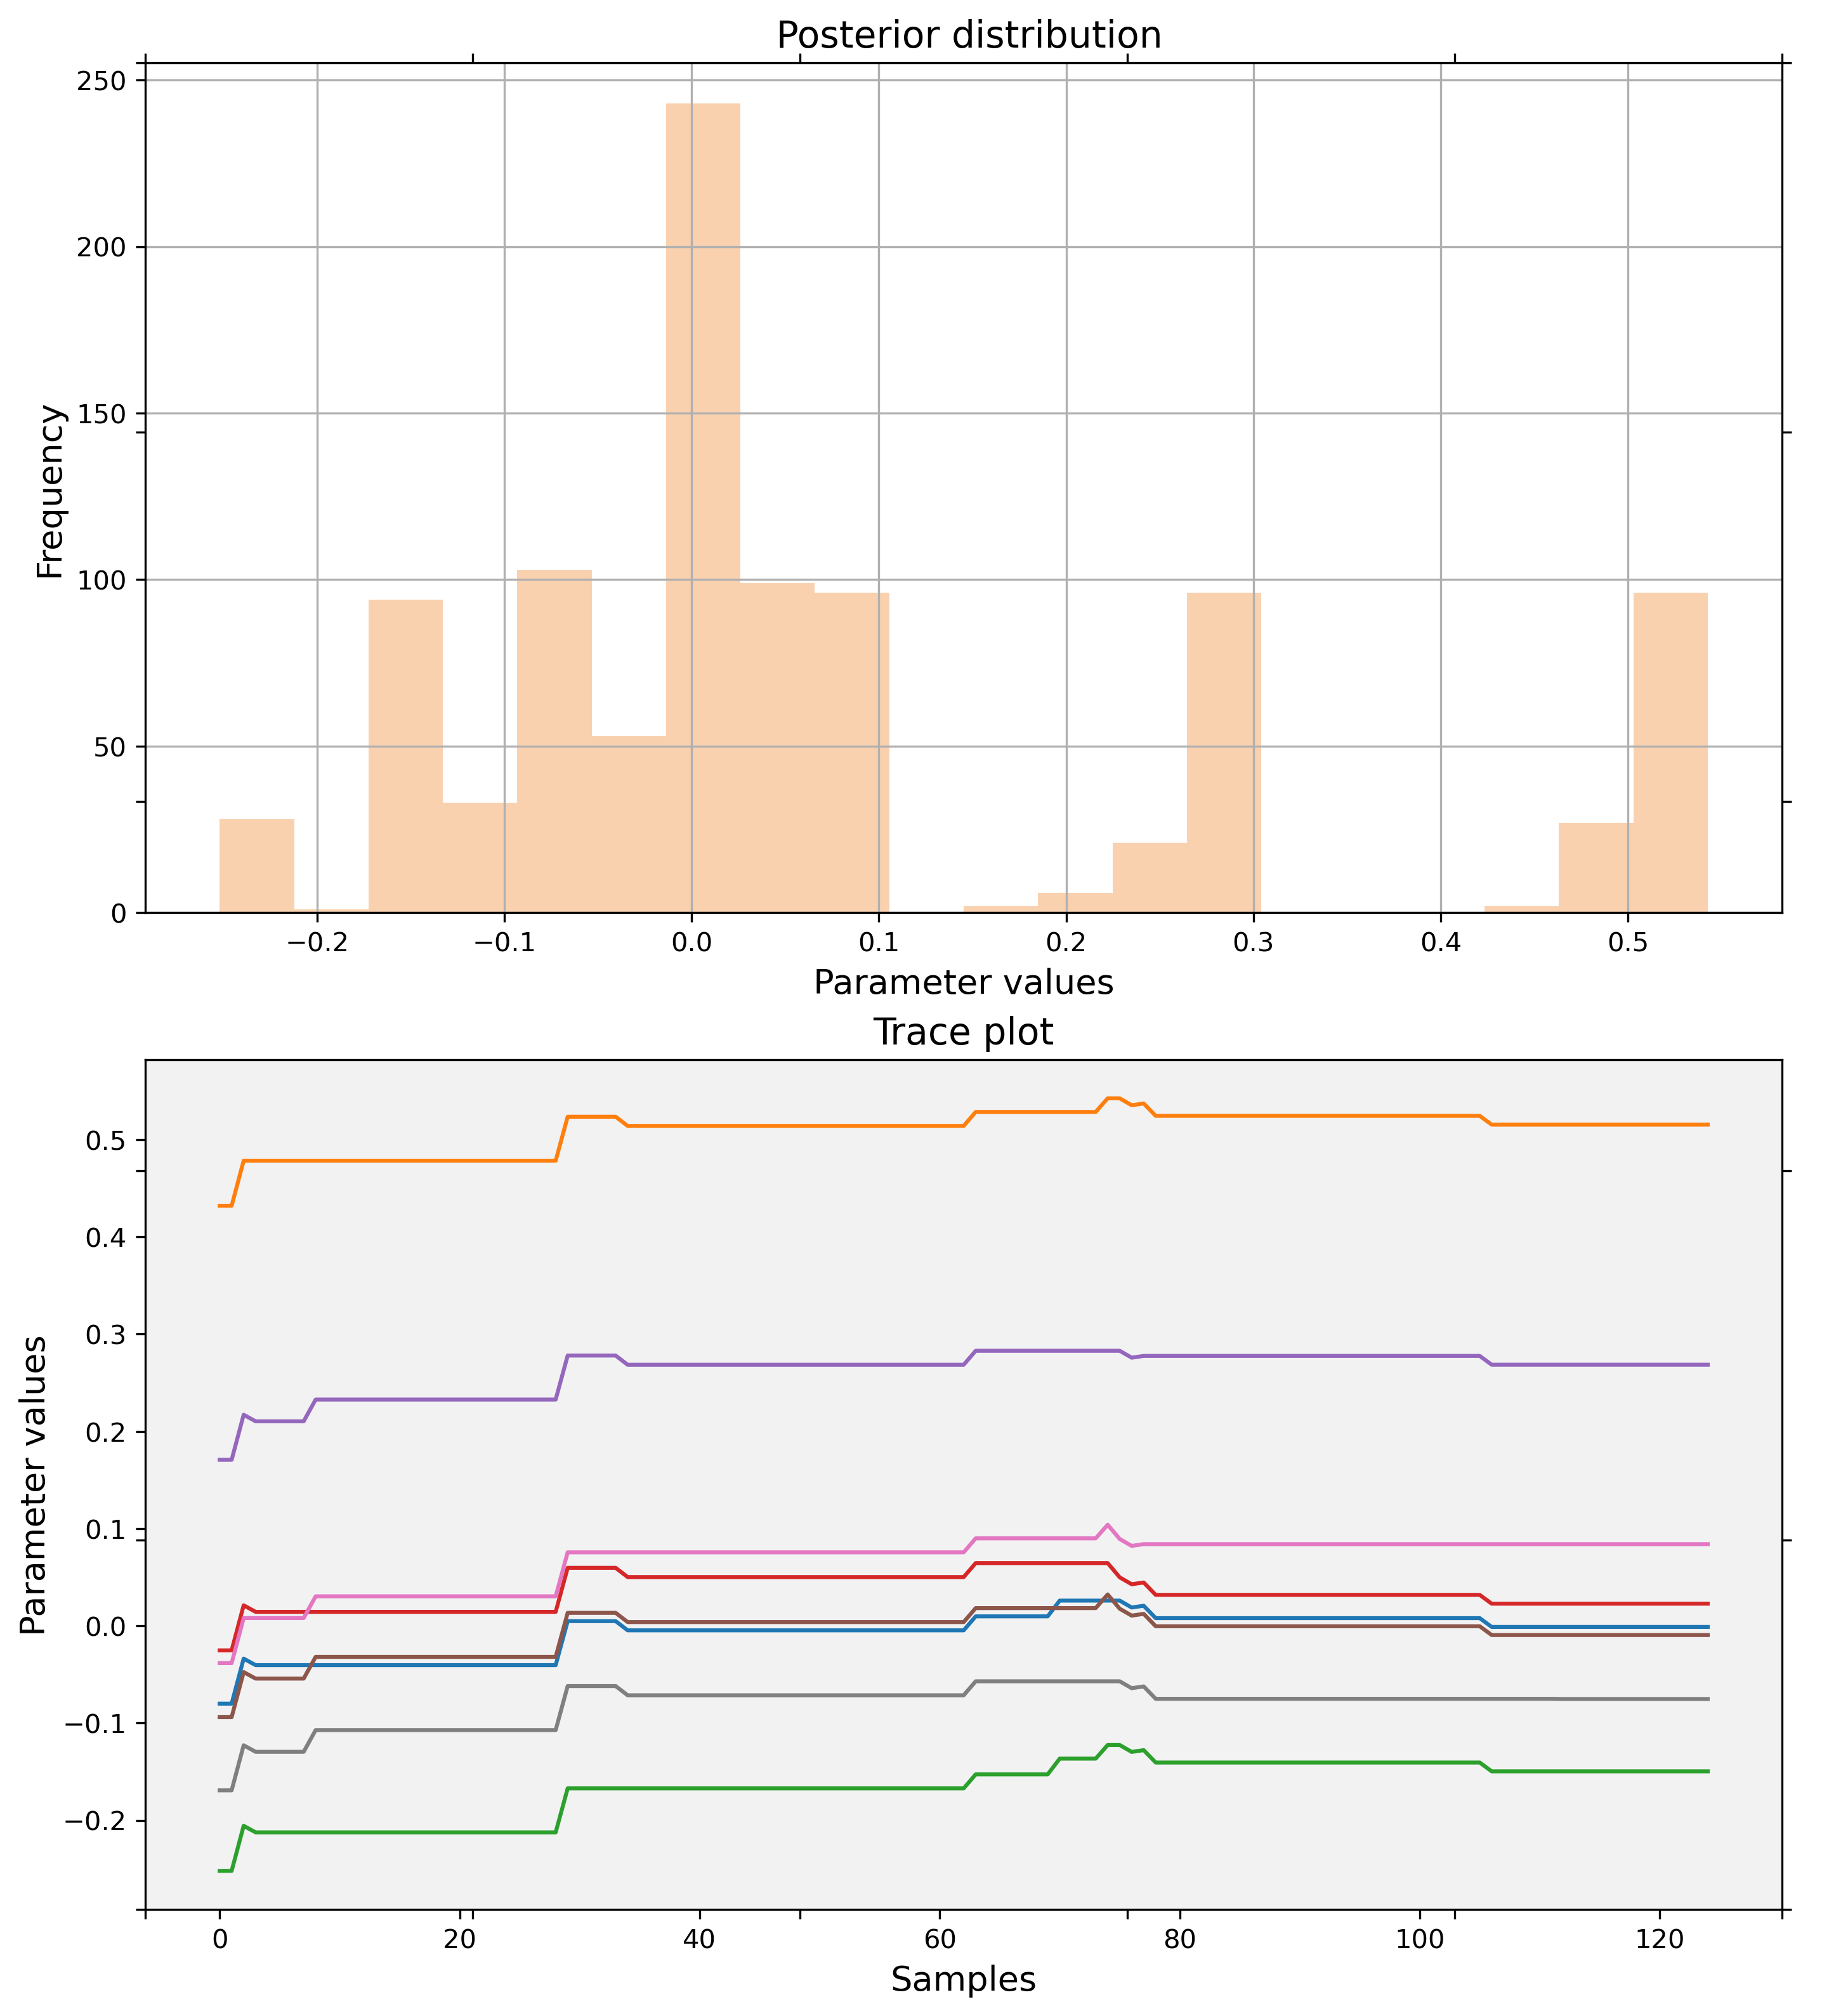 Posterior distribution
250
200
150
100
50
0
Frequency
−0.2 −0.1 0.0 0.1 0.2 0.3 0.4 0.5
Parameter values
Trace plot
0.5
0.4
0.3
0.2
0.1
0.0
−0.1
−0.2
Parameter values
0 20 40 60 80 100 120
Samples